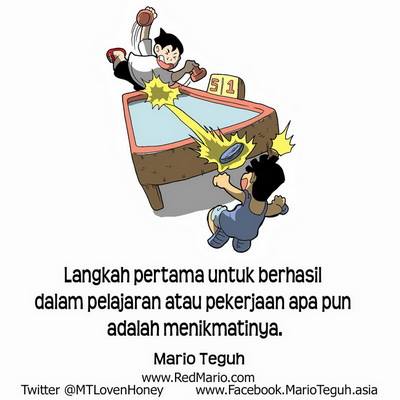 5 1
Langkah pertama untuk berhasil
dalam pelajaran atau pekerjaan apa pun
adalah menikmatinya.
Mario Teguh
www.RedMario.com
Twitter @MTLovenHoney www.Facebook.MarioTeguh.asia